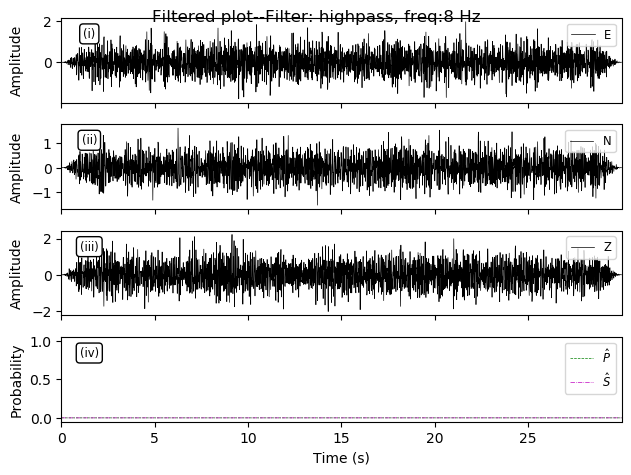 Filtered plot--Filter: highpass, freq:8 Hz
Amplitude
2
0
(i)
E
Amplitude
1
0
−1
(ii)
N
Amplitude
2
0
−2
(iii)
Z
Probability
1.0
0.5
0.0
(iv)
P̂
Ŝ
0 5 10 15 20 25
Time (s)